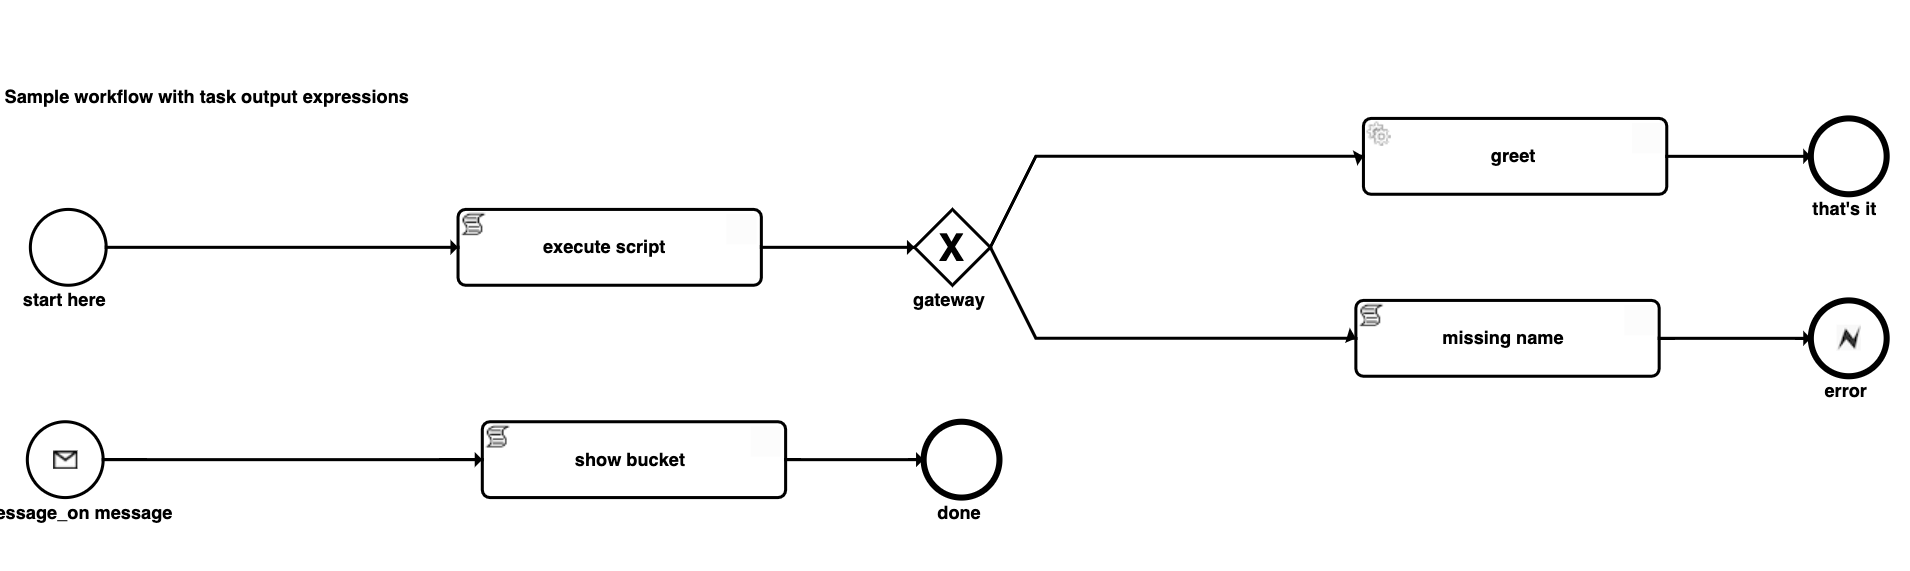 Sample workflow with task output expressions
greet
that's it
execute script
X
start here
gateway
missing name
error
show bucket
essage_on message
done